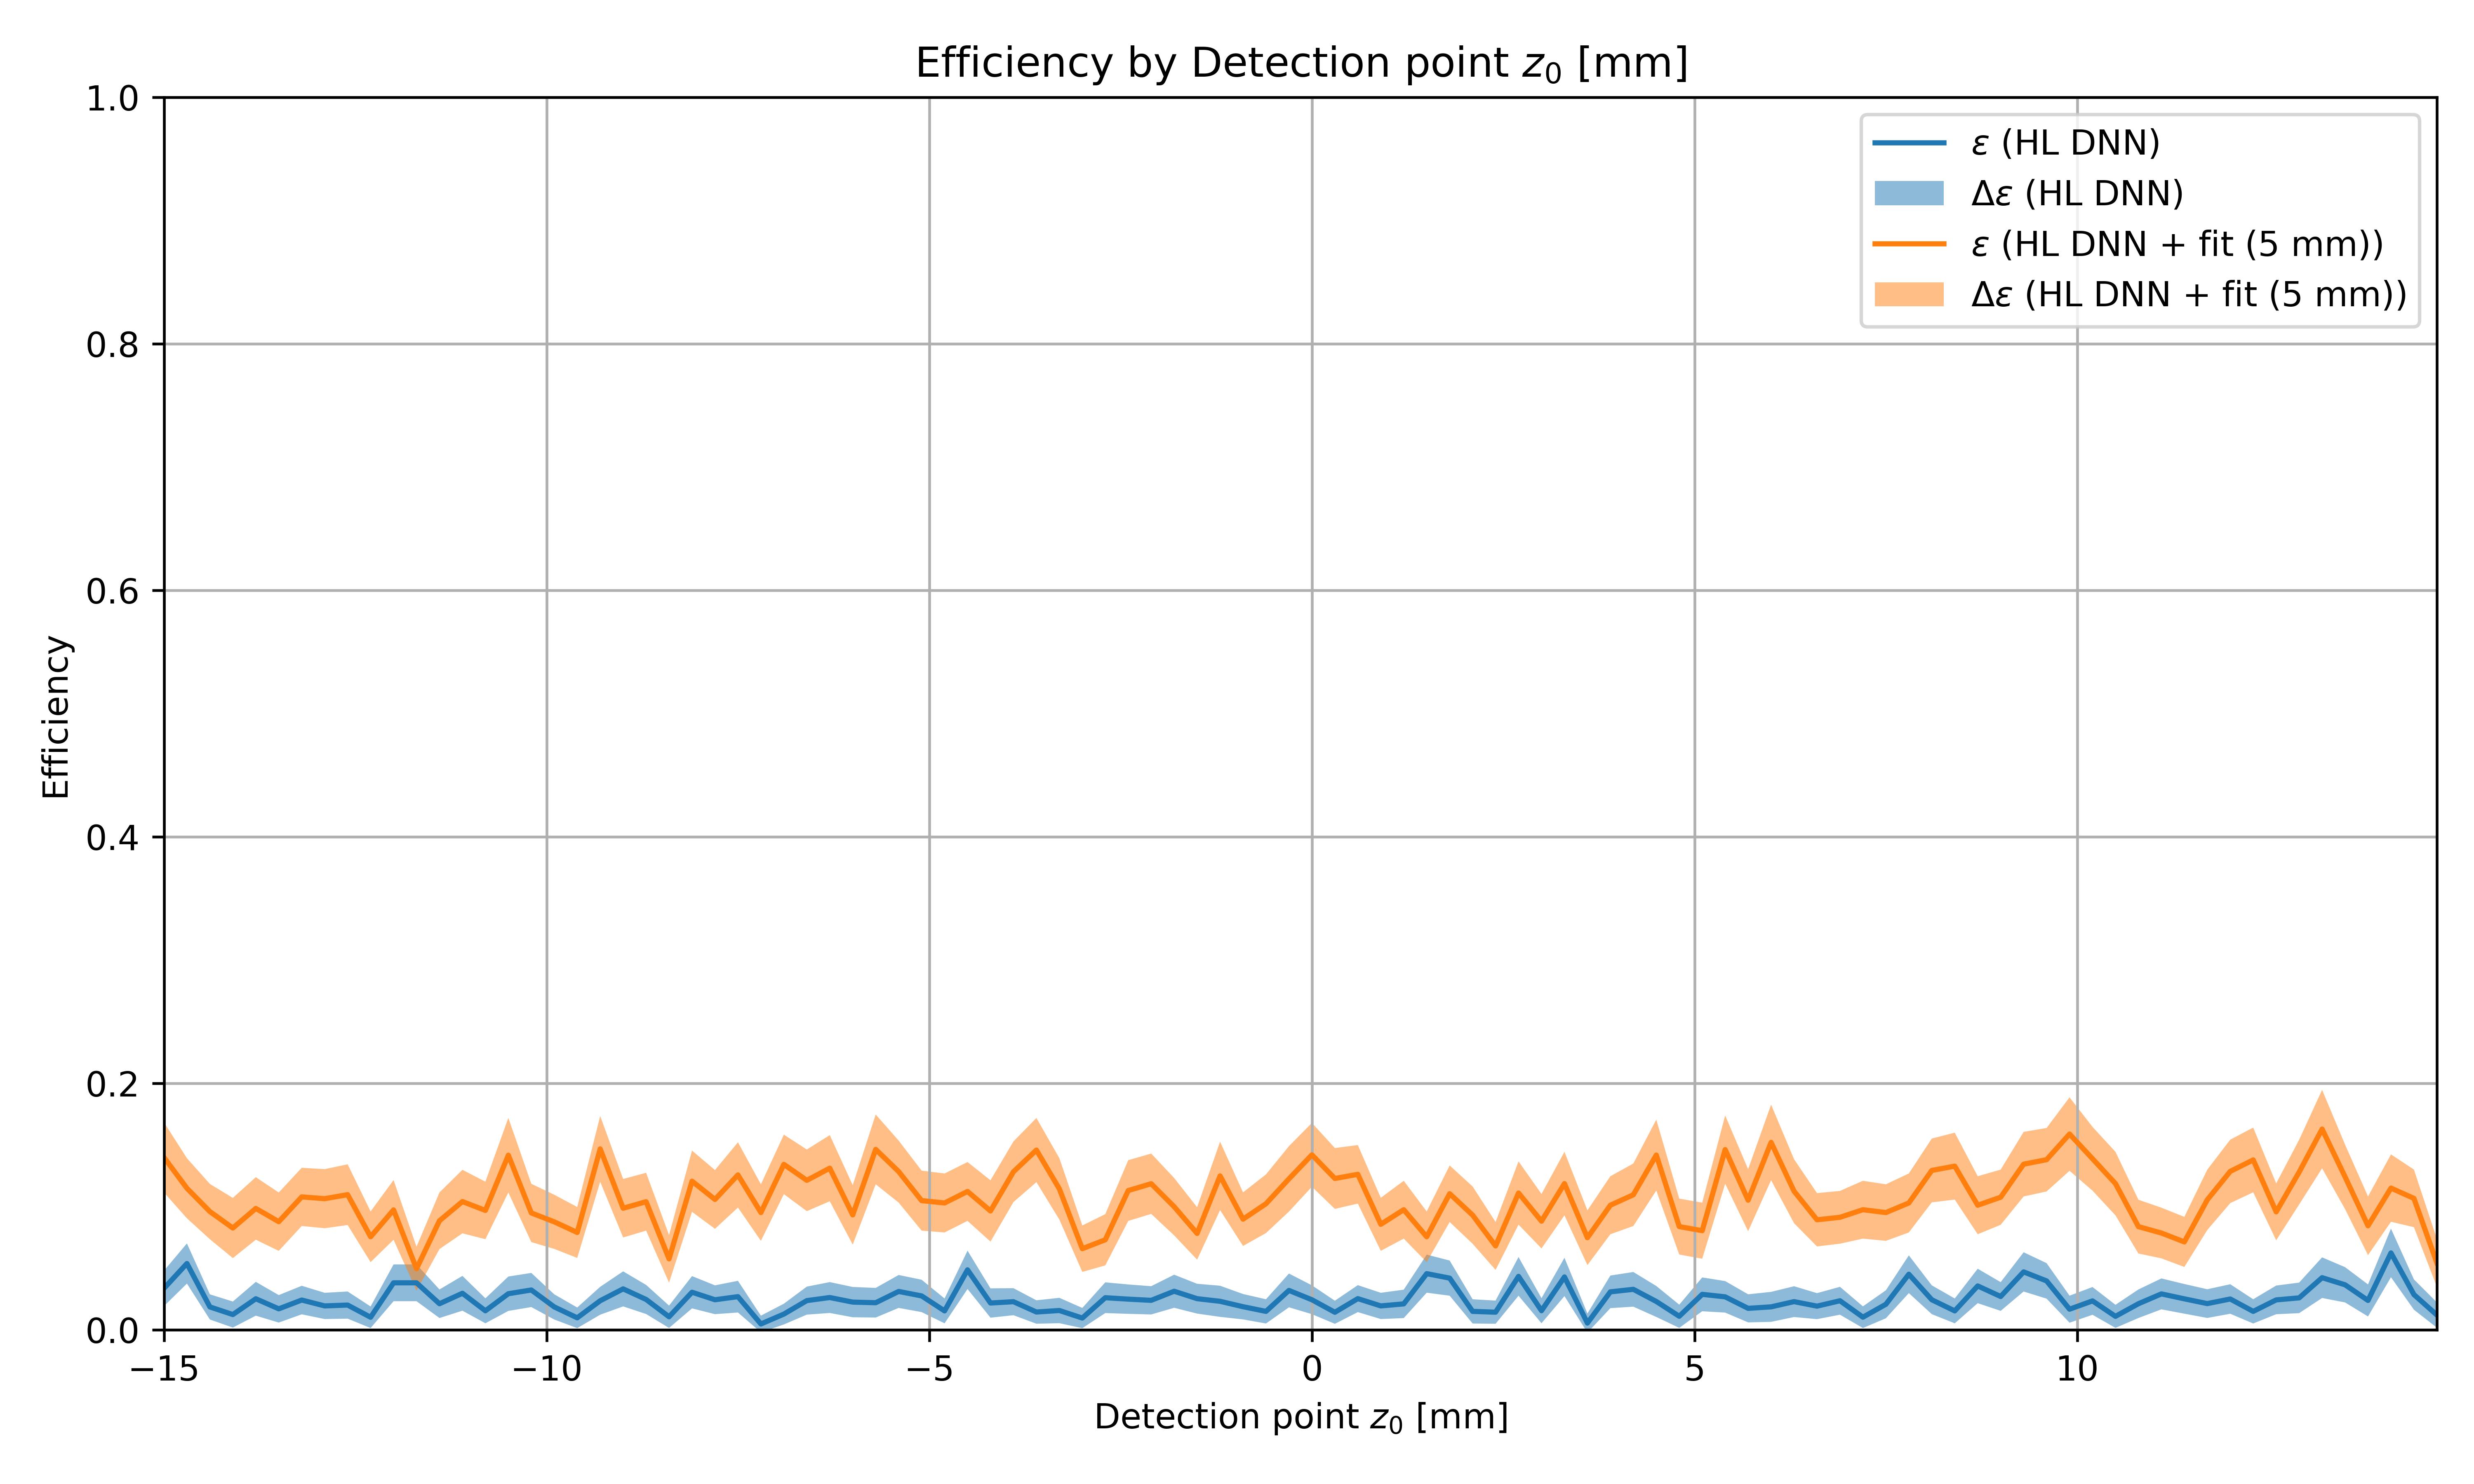 Efficiency by Detection point z₀ [mm]
1.0
0.8
0.6
0.4
0.2
0.0
Efficiency
ε (HL DNN)
Δε (HL DNN)
ε (HL DNN + fit (5 mm))
Δε (HL DNN + fit (5 mm))
−15 −10 −5 0 5 10
Detection point z₀ [mm]